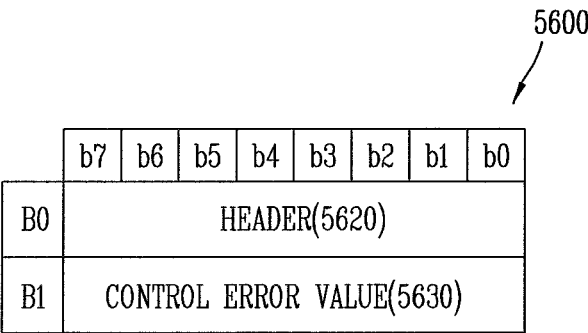 5600
b7 b6 b5 b4 b3 b2 b1 b0
B0 HEADER(5620)
B1 CONTROL ERROR VALUE(5630)